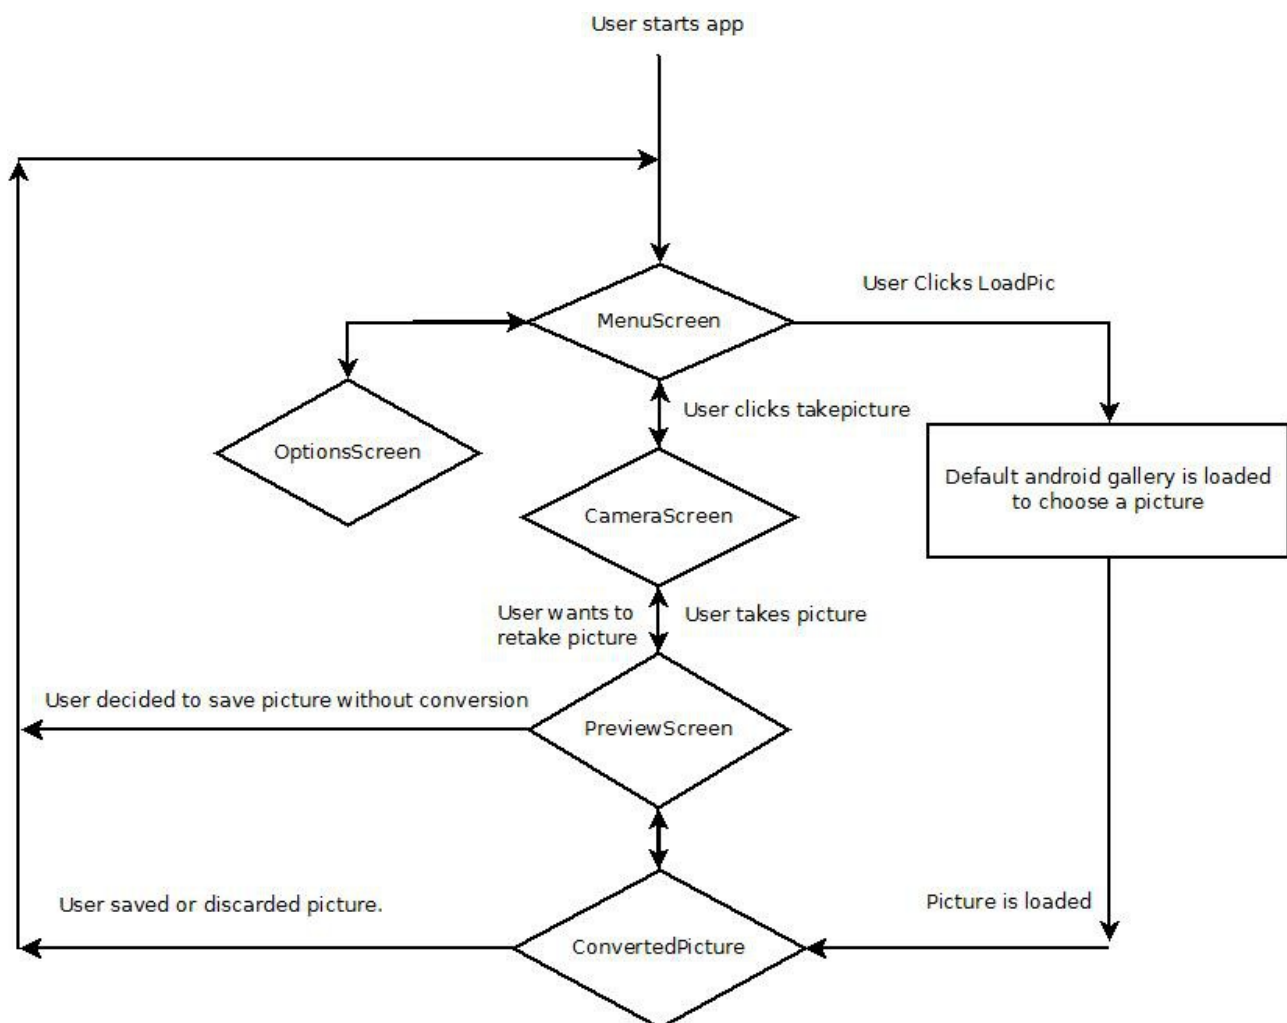 User starts app
User Clicks LoadPic
MenuScreen
User clicks takepicture
OptionsScreen
Default android gallery is loaded
to choose a picture
CameraScreen
User wants to
retake picture
User takes picture
User decided to save picture without conversion
PreviewScreen
User saved or discarded picture.
Picture is loaded
ConvertedPicture